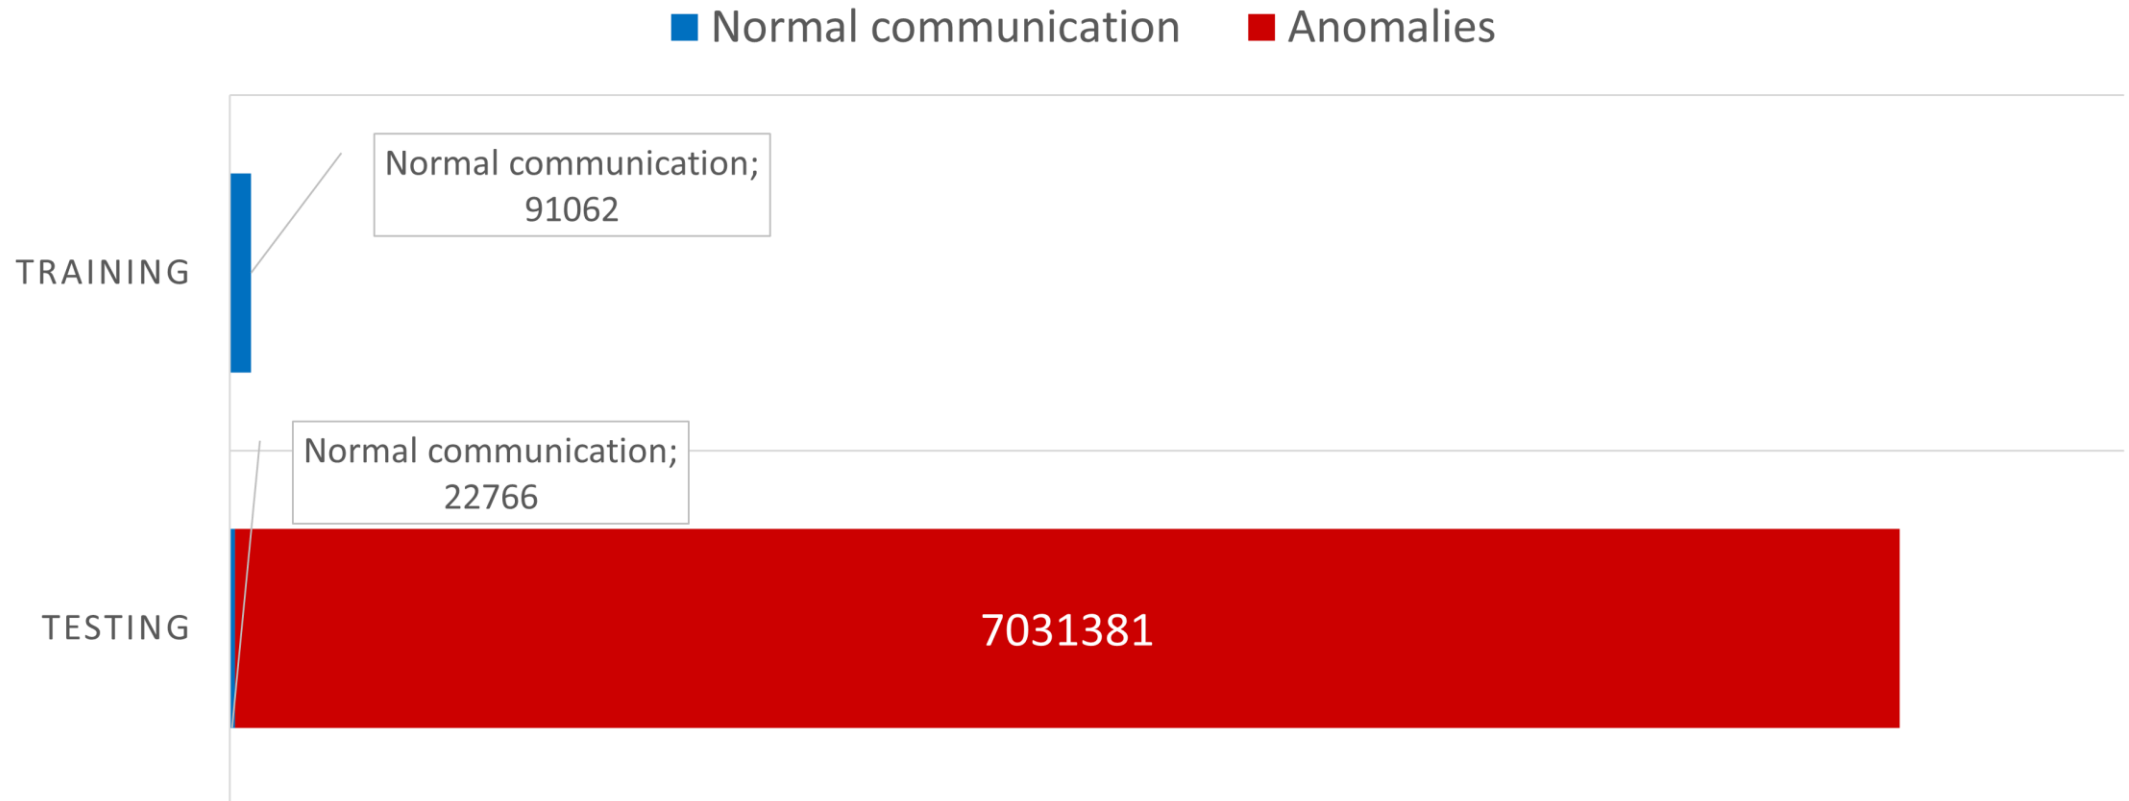 Normal communication Anomalies
Normal communication;
91062
TRAINING
Normal communication;
22766
TESTING
7031381